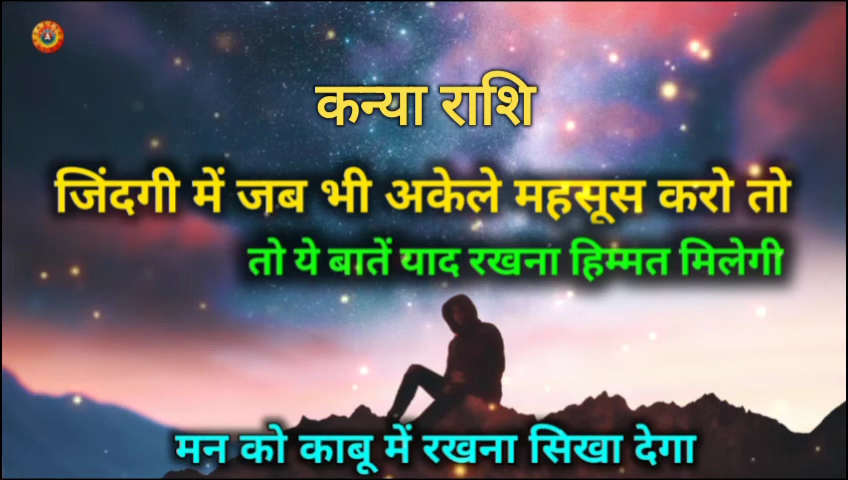 कन्या राशि
जिंदगी में जब भी अकेले महसूस करो तो
तो ये बातें याद रखना हिम्मत मिलेगी
मन को काबू में रखना सिखा देगा